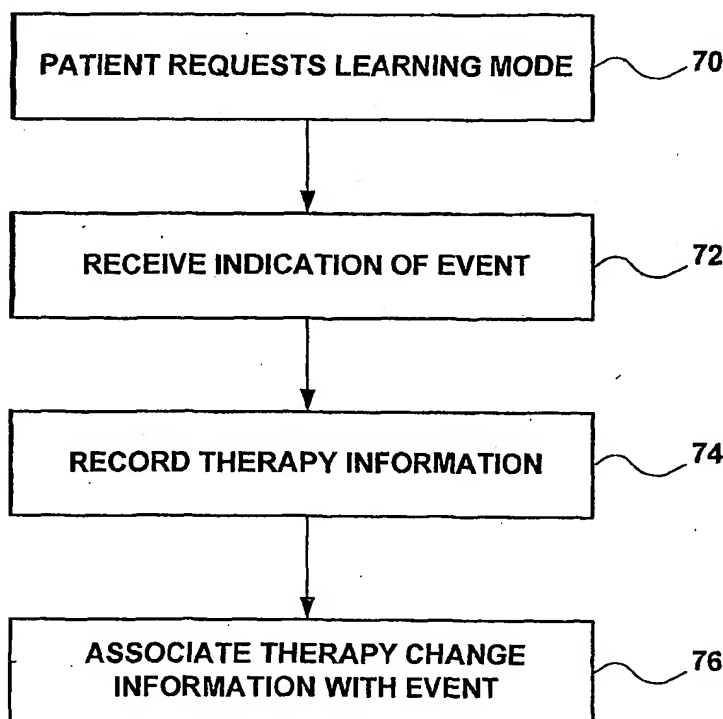 PATIENT REQUESTS LEARNING MODE
70
RECEIVE INDICATION OF EVENT
72
RECORD THERAPY INFORMATION
74
ASSOCIATE THERAPY CHANGE
INFORMATION WITH EVENT
76